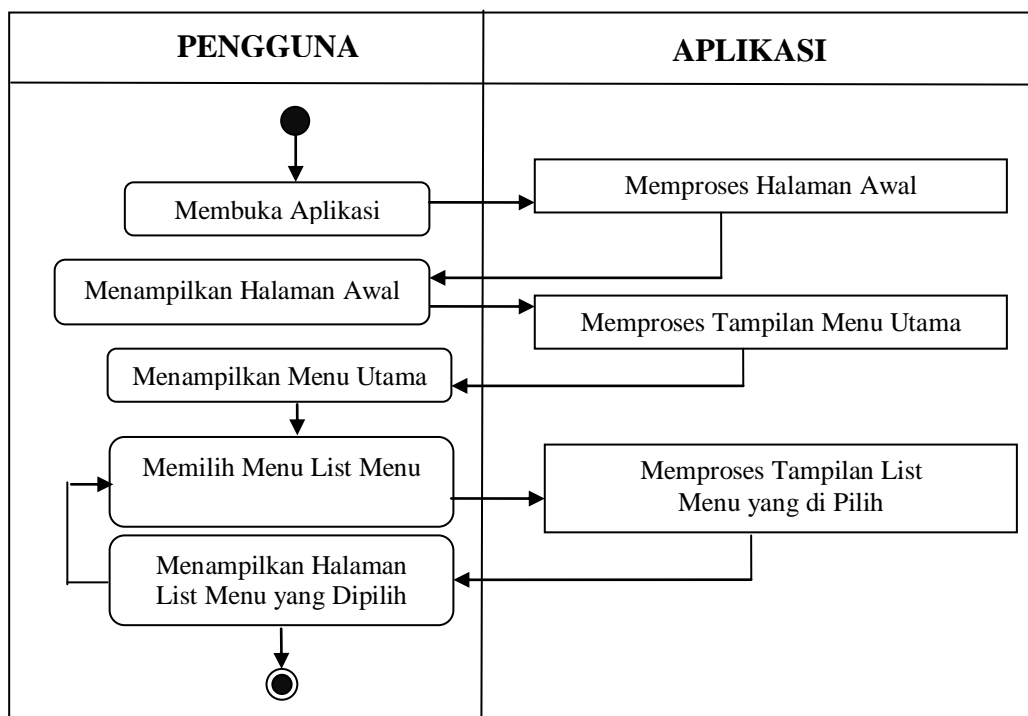 PENGGUNA
APLIKASI
Membuka Aplikasi
Memproses Halaman Awal
Menampilkan Halaman Awal
Memproses Tampilan Menu Utama
Menampilkan Menu Utama
Memilih Menu List Menu
Memproses Tampilan List
Menu yang di Pilih
Menampilkan Halaman
List Menu yang Dipilih